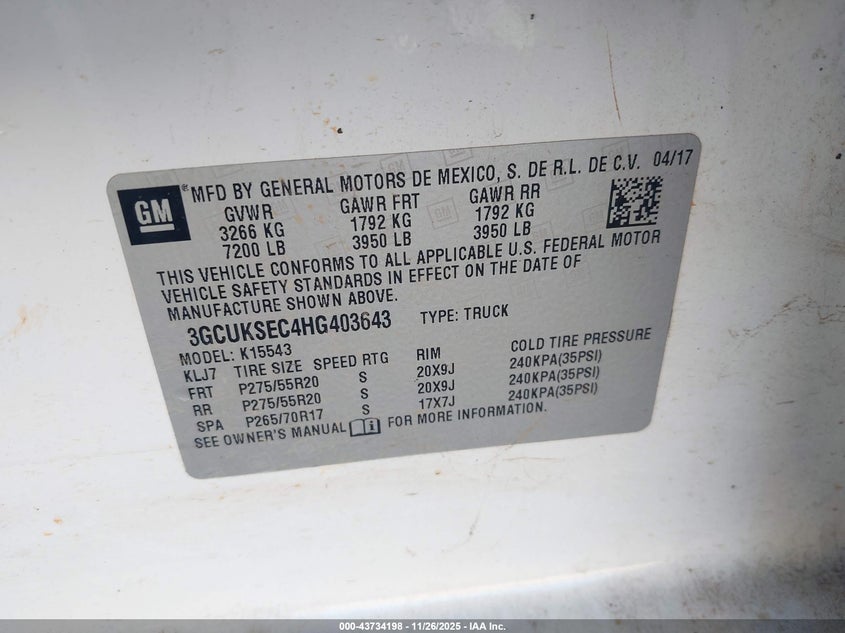 GM ® MFD BY GENERAL MOTORS DE MEXICO, S. DE R.L. DE C.V. 04/17
GVWR GAWR FRT GAWR RR
3266 KG 1792 KG 1792 KG
7200 LB 3950 LB 3950 LB
THIS VEHICLE CONFORMS TO ALL APPLICABLE U.S. FEDERAL MOTOR
VEHICLE SAFETY STANDARDS IN EFFECT ON THE DATE OF
MANUFACTURE SHOWN ABOVE.
3GCUKSEC4HG403643 TYPE: TRUCK
MODEL: K15543
KLJ7 TIRE SIZE SPEED RTG RIM COLD TIRE PRESSURE
FRT P275/55R20 S 20X9J 240KPA(35PSI)
RR P275/55R20 S 20X9J 240KPA(35PSI)
SPA P265/70R17 S 17X7J 240KPA(35PSI)
SEE OWNER'S MANUAL FOR MORE INFORMATION.
000-43734198 - 11/26/2025 - IAA Inc.